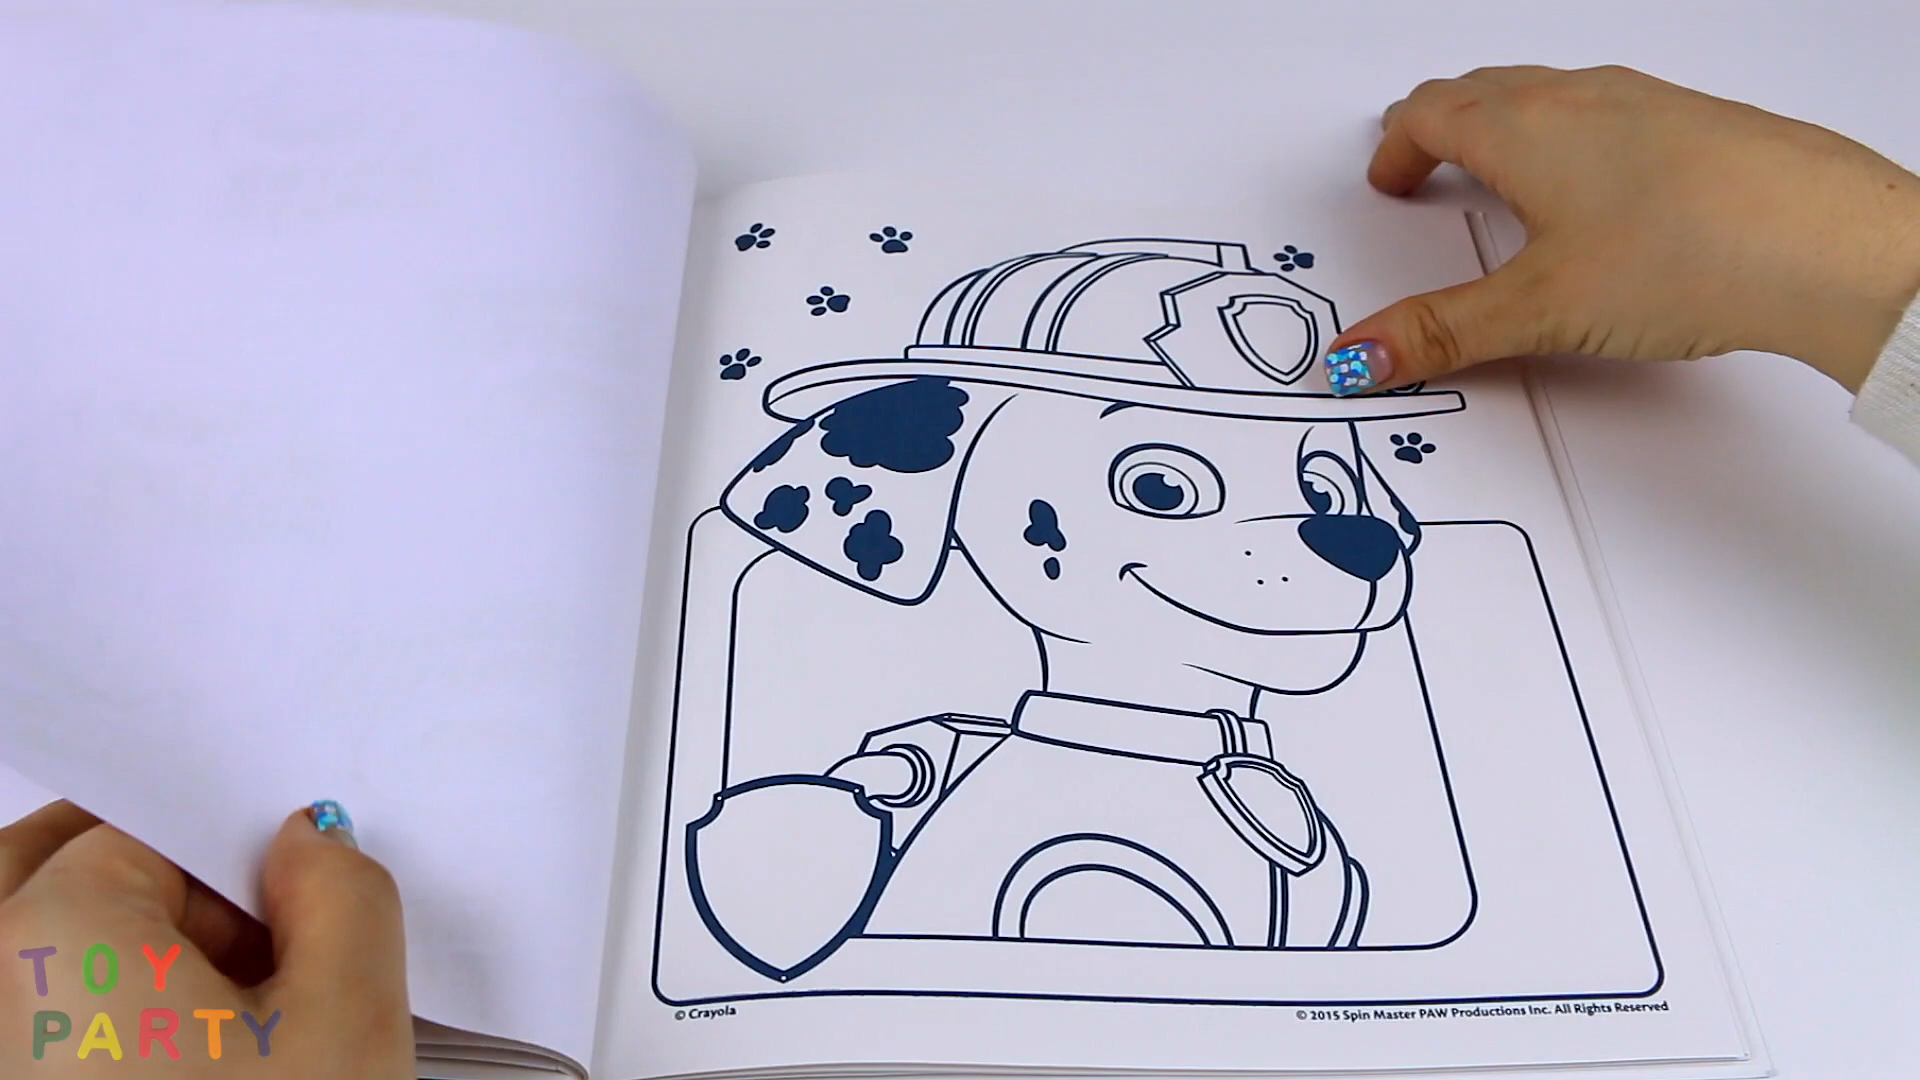 © Crayola
© 2015 Spin Master PAW Productions Inc. All Rights Reserved
TOY
PARTY